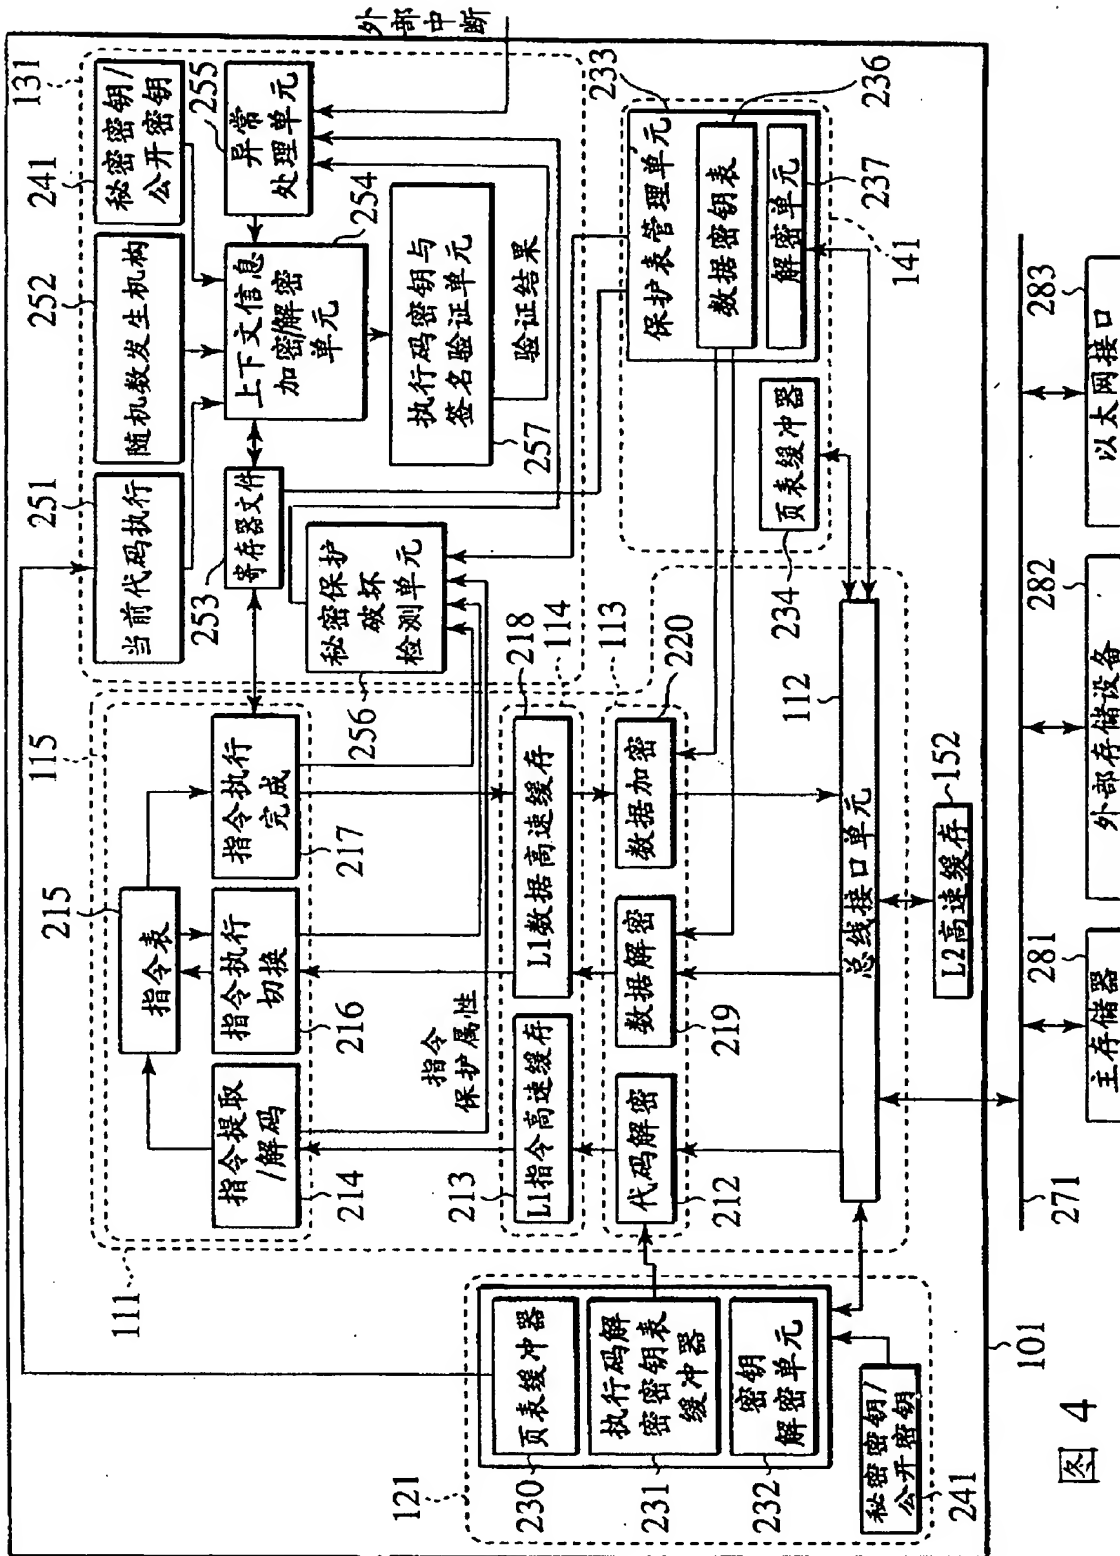 131
241
秘密密钥/
公开密钥
252
随机数发生机构
251
当前代码执行
255
异常
处理单元
外部中断
254
上下文信息
加密/解密
单元
253
寄存器文件
执行码密钥与
签名验证单元
257
验证结果
秘密保护
破坏
检测单元
256
115
215
指令表
指令提取
/解码
214
指令执行
切换
216
指令执行
完成
217
指令
保护属性
111
L1指令高速缓存
213
L1数据高速缓存
218
114
113
代码解密
212
数据解密
219
数据加密
220
总线接口单元
112
L2高速缓存
152
121
页表缓冲器
230
执行码解
密密钥表
缓冲器
231
密钥
解密单元
232
秘密密钥/
公开密钥
241
233
保护表管理单元
236
数据密钥表
解密单元
237
141
页表缓冲器
234
101
271
主存储器
281
外部存储设备
282
以太网接口
283
图 4